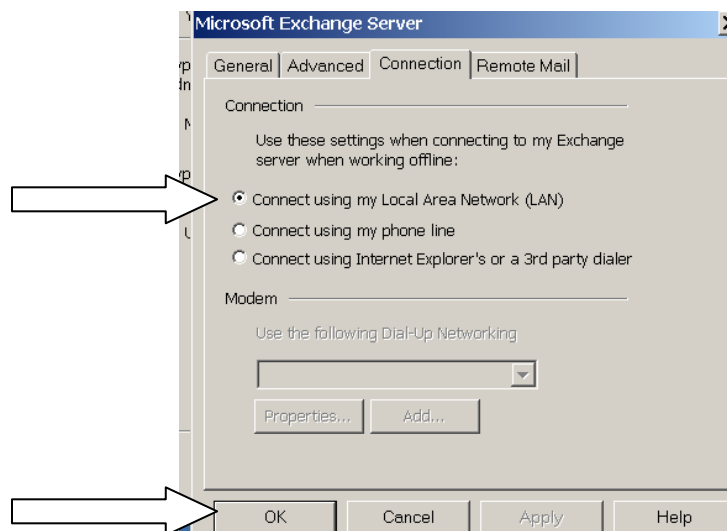 Microsoft Exchange Server
General Advanced Connection Remote Mail
Connection
Use these settings when connecting to my Exchange
server when working offline:
Connect using my Local Area Network (LAN)
Connect using my phone line
Connect using Internet Explorer's or a 3rd party dialer
Modem
Use the following Dial-Up Networking
Properties... Add...
OK Cancel Apply Help